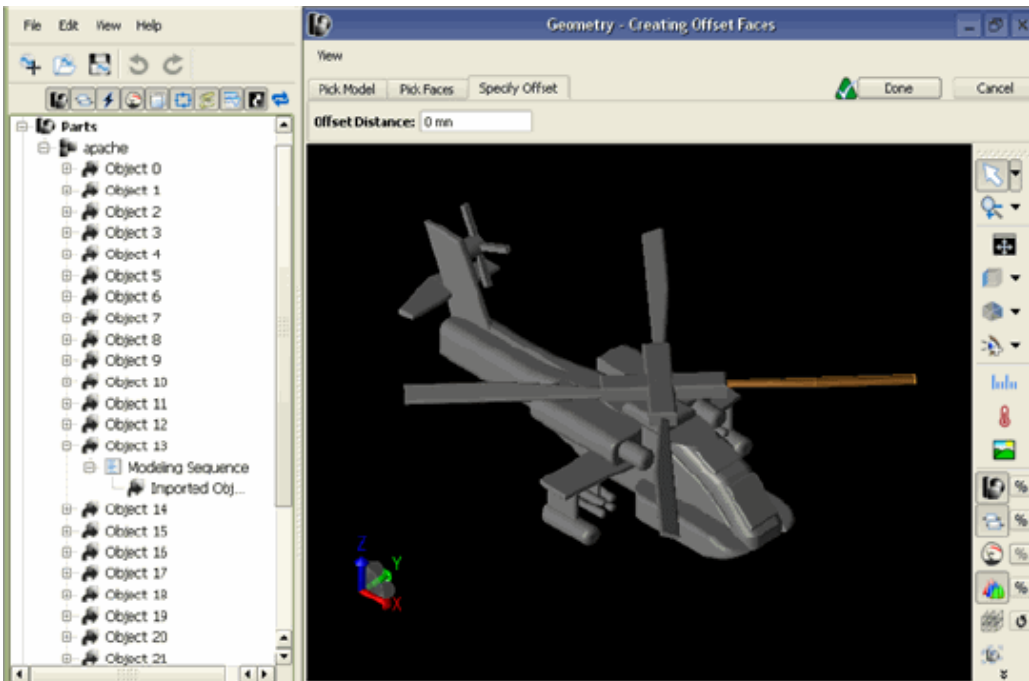 File Edit View Help
Geometry - Creating Offset Faces
View
Pick Model Pick Faces Specify Offset Done Cancel
Offset Distance: 0 mm
Parts
apache
Object 0
Object 1
Object 2
Object 3
Object 4
Object 5
Object 6
Object 7
Object 8
Object 9
Object 10
Object 11
Object 12
Object 13
Modeling Sequence
Imported Obj...
Object 14
Object 15
Object 16
Object 17
Object 18
Object 19
Object 20
Object 21
Z
Y
X
%
%
%
%